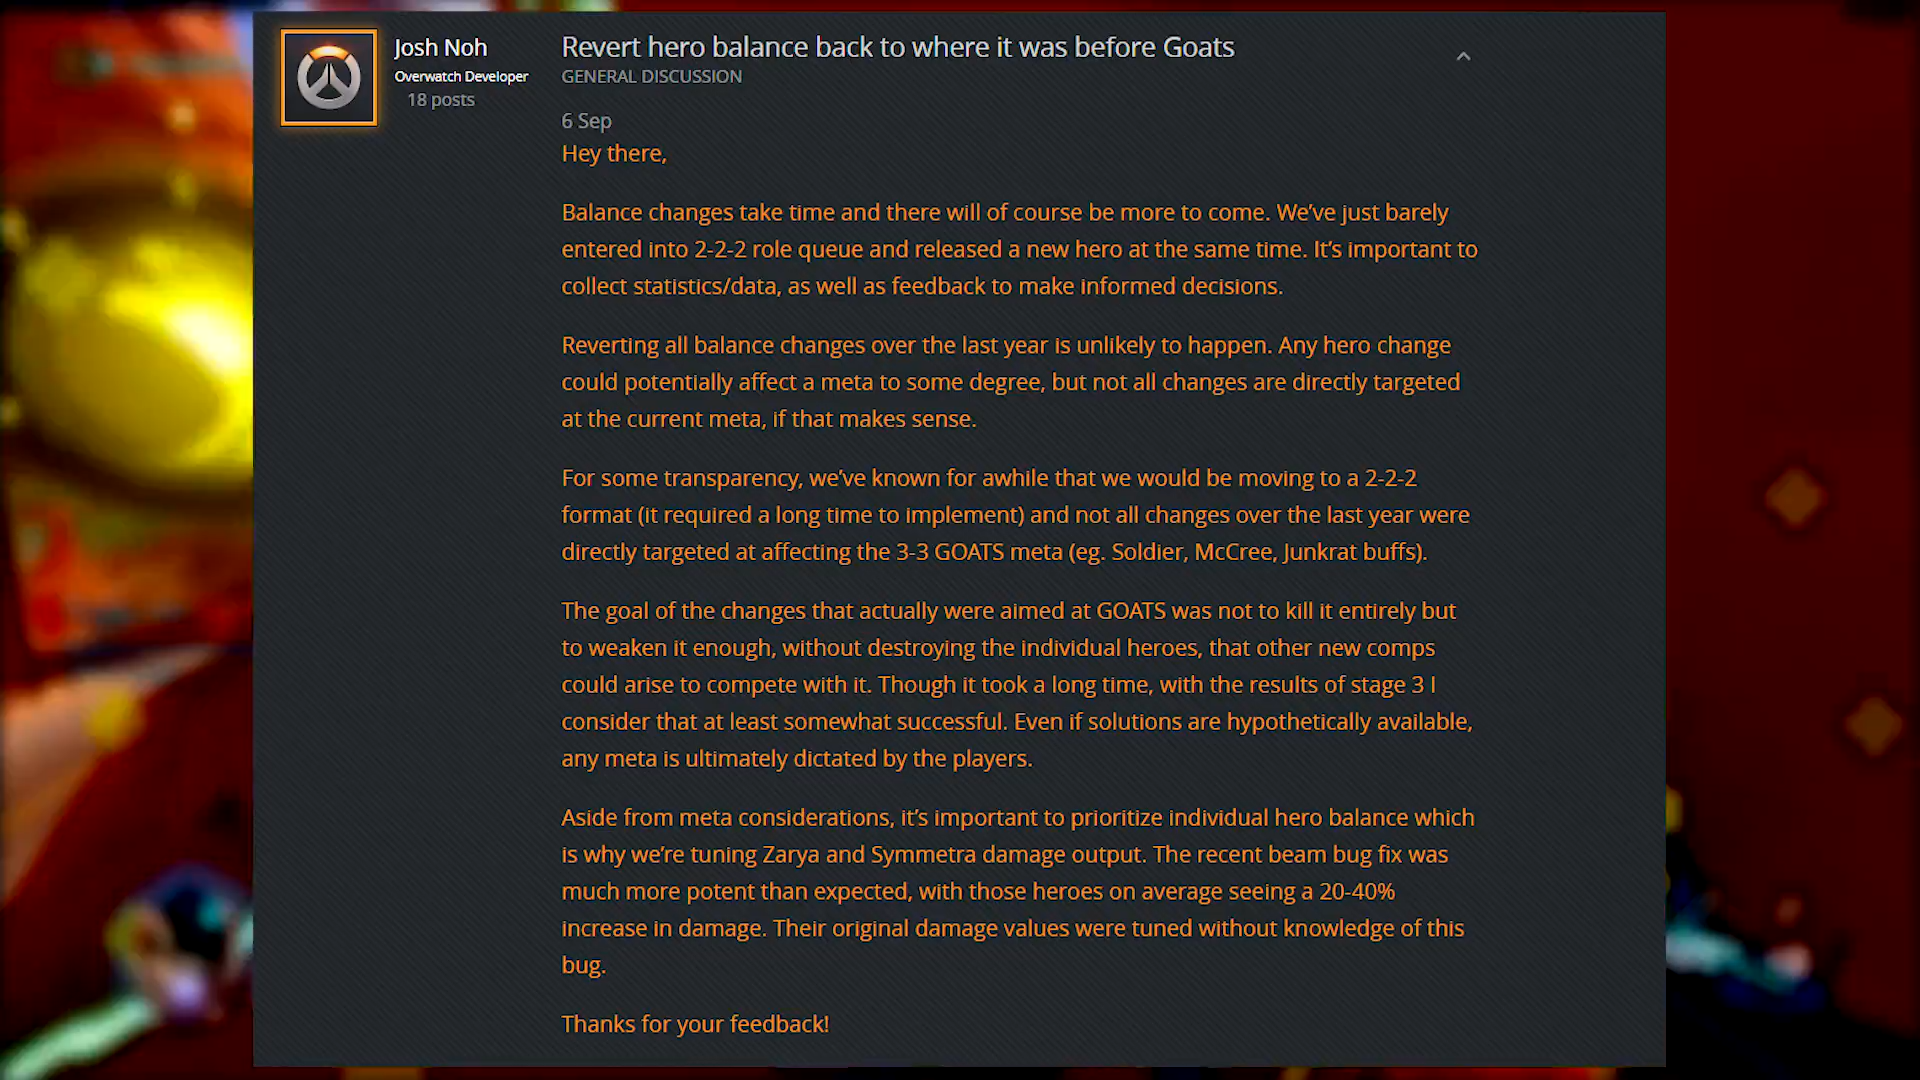 Josh Noh
Overwatch Developer
18 posts
Revert hero balance back to where it was before Goats
GENERAL DISCUSSION
6 Sep
Hey there,
Balance changes take time and there will of course be more to come. We’ve just barely
entered into 2-2-2 role queue and released a new hero at the same time. It’s important to
collect statistics/data, as well as feedback to make informed decisions.
Reverting all balance changes over the last year is unlikely to happen. Any hero change
could potentially affect a meta to some degree, but not all changes are directly targeted
at the current meta, if that makes sense.
For some transparency, we’ve known for awhile that we would be moving to a 2-2-2
format (it required a long time to implement) and not all changes over the last year were
directly targeted at affecting the 3-3 GOATS meta (eg. Soldier, McCree, Junkrat buffs).
The goal of the changes that actually were aimed at GOATS was not to kill it entirely but
to weaken it enough, without destroying the individual heroes, that other new comps
could arise to compete with it. Though it took a long time, with the results of stage 3 I
consider that at least somewhat successful. Even if solutions are hypothetically available,
any meta is ultimately dictated by the players.
Aside from meta considerations, it’s important to prioritize individual hero balance which
is why we’re tuning Zarya and Symmetra damage output. The recent beam bug fix was
much more potent than expected, with those heroes on average seeing a 20-40%
increase in damage. Their original damage values were tuned without knowledge of this
bug.
Thanks for your feedback!